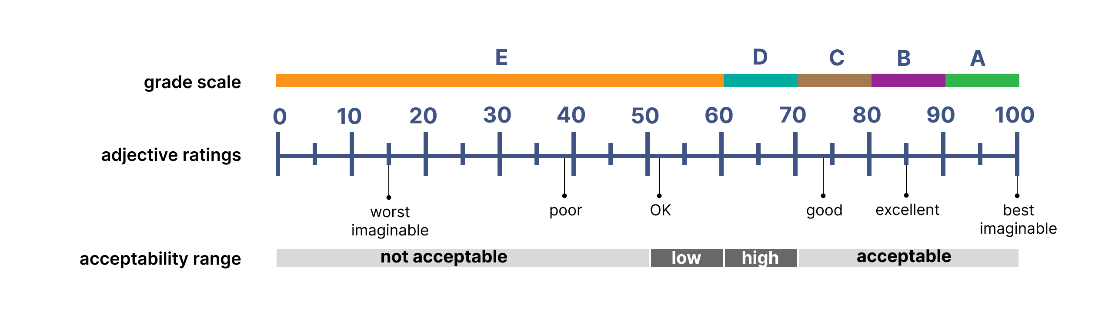 E D C B A
grade scale
0 10 20 30 40 50 60 70 80 90 100
adjective ratings
worst imaginable
poor
OK
good
excellent
best imaginable
acceptability range
not acceptable
low
high
acceptable